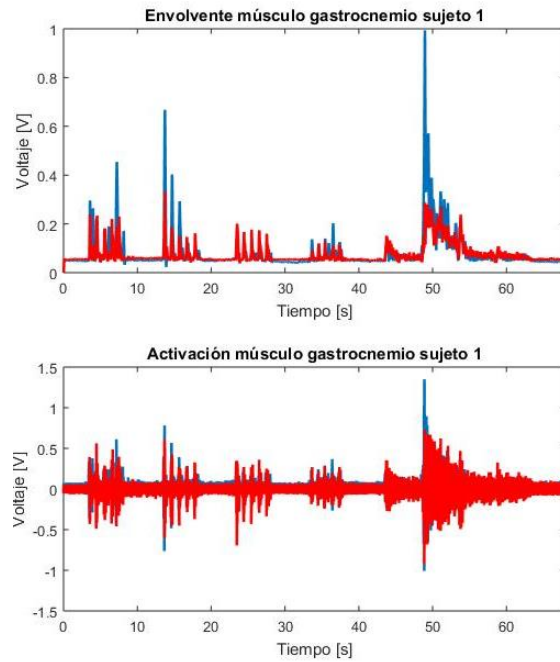 Envolvente músculo gastrocnemio sujeto 1
1
0.8
0.6
0.4
0.2
0
Voltaje [V]
0 10 20 30 40 50 60
Tiempo [s]
Activación músculo gastrocnemio sujeto 1
1.5
1
0.5
0
-0.5
-1
-1.5
Voltaje [V]
0 10 20 30 40 50 60
Tiempo [s]